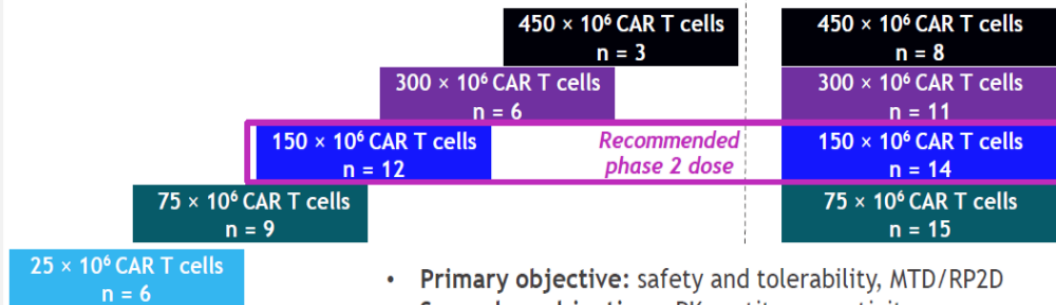 450 × 10⁶ CAR T cells
n = 3
450 × 10⁶ CAR T cells
n = 8
300 × 10⁶ CAR T cells
n = 6
300 × 10⁶ CAR T cells
n = 11
150 × 10⁶ CAR T cells
n = 12
Recommended
phase 2 dose
150 × 10⁶ CAR T cells
n = 14
75 × 10⁶ CAR T cells
n = 9
75 × 10⁶ CAR T cells
n = 15
25 × 10⁶ CAR T cells
n = 6
• Primary objective: safety and tolerability, MTD/RP2D